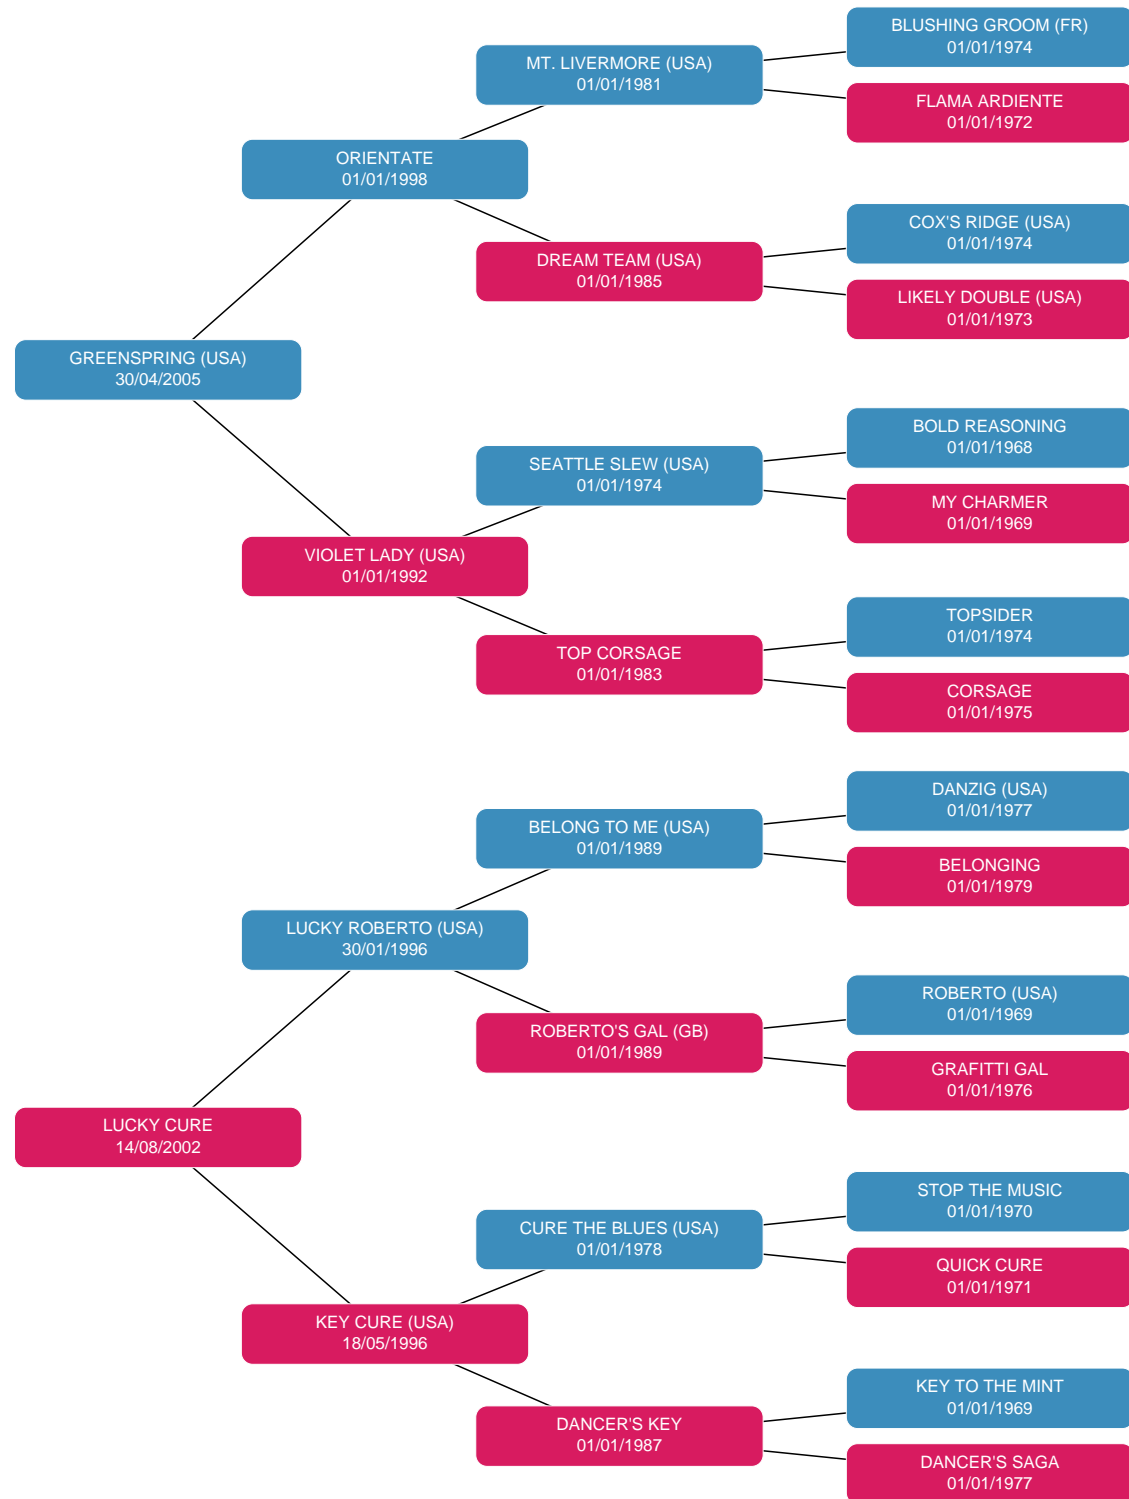 BLUSHING GROOM (FR)
01/01/1974
MT. LIVERMORE (USA)
01/01/1981
FLAMA ARDIENTE
01/01/1972
ORIENTATE
01/01/1998
COX'S RIDGE (USA)
01/01/1974
DREAM TEAM (USA)
01/01/1985
LIKELY DOUBLE (USA)
01/01/1973
GREENSPRING (USA)
30/04/2005
BOLD REASONING
01/01/1968
SEATTLE SLEW (USA)
01/01/1974
MY CHARMER
01/01/1969
VIOLET LADY (USA)
01/01/1992
TOPSIDER
01/01/1974
TOP CORSAGE
01/01/1983
CORSAGE
01/01/1975
DANZIG (USA)
01/01/1977
BELONG TO ME (USA)
01/01/1989
BELONGING
01/01/1979
LUCKY ROBERTO (USA)
30/01/1996
ROBERTO (USA)
01/01/1969
ROBERTO'S GAL (GB)
01/01/1989
GRAFITTI GAL
01/01/1976
LUCKY CURE
14/08/2002
STOP THE MUSIC
01/01/1970
CURE THE BLUES (USA)
01/01/1978
QUICK CURE
01/01/1971
KEY CURE (USA)
18/05/1996
KEY TO THE MINT
01/01/1969
DANCER'S KEY
01/01/1987
DANCER'S SAGA
01/01/1977